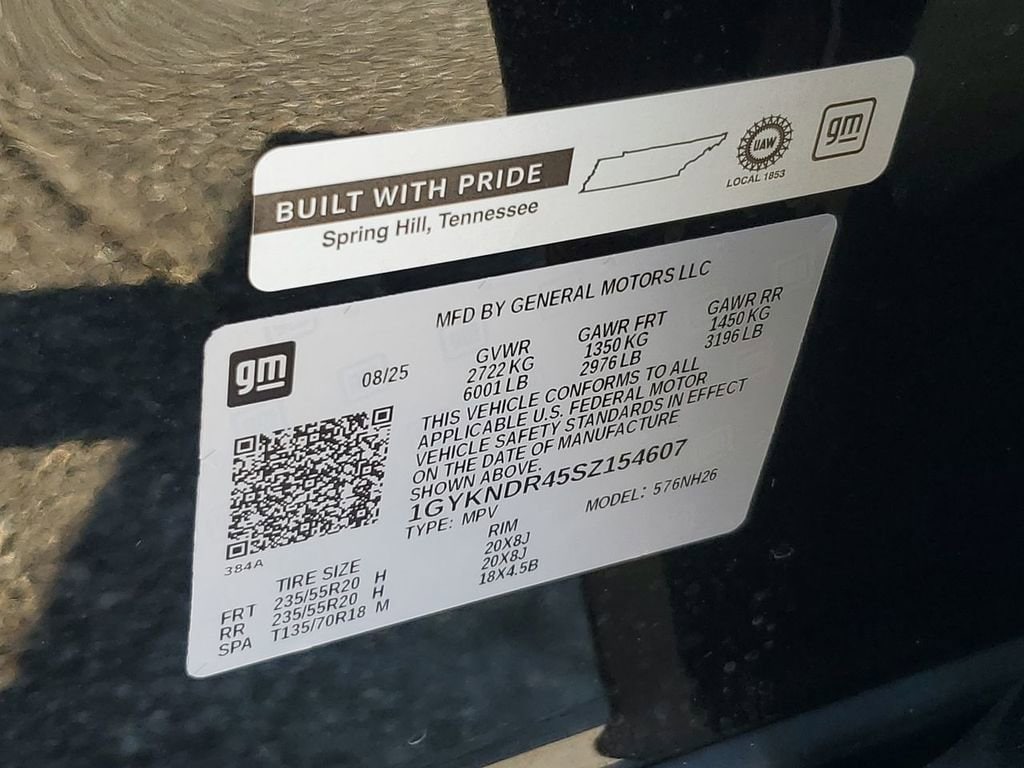 BUILT WITH PRIDE
Spring Hill, Tennessee
UAW
LOCAL 1853
gm
MFD BY GENERAL MOTORS LLC
gm
08/25
GVWR
2722 KG
6001 LB
GAWR FRT
1350 KG
2976 LB
GAWR RR
1450 KG
3196 LB
THIS VEHICLE CONFORMS TO ALL
APPLICABLE U.S. FEDERAL MOTOR
VEHICLE SAFETY STANDARDS IN EFFECT
ON THE DATE OF MANUFACTURE
SHOWN ABOVE.
1GYKNDR45SZ154607
TYPE: MPV
MODEL: 576NH26
384A
TIRE SIZE RIM
FRT 235/55R20 H 20X8J
RR 235/55R20 H 20X8J
SPA T135/70R18 M 18X4.5B